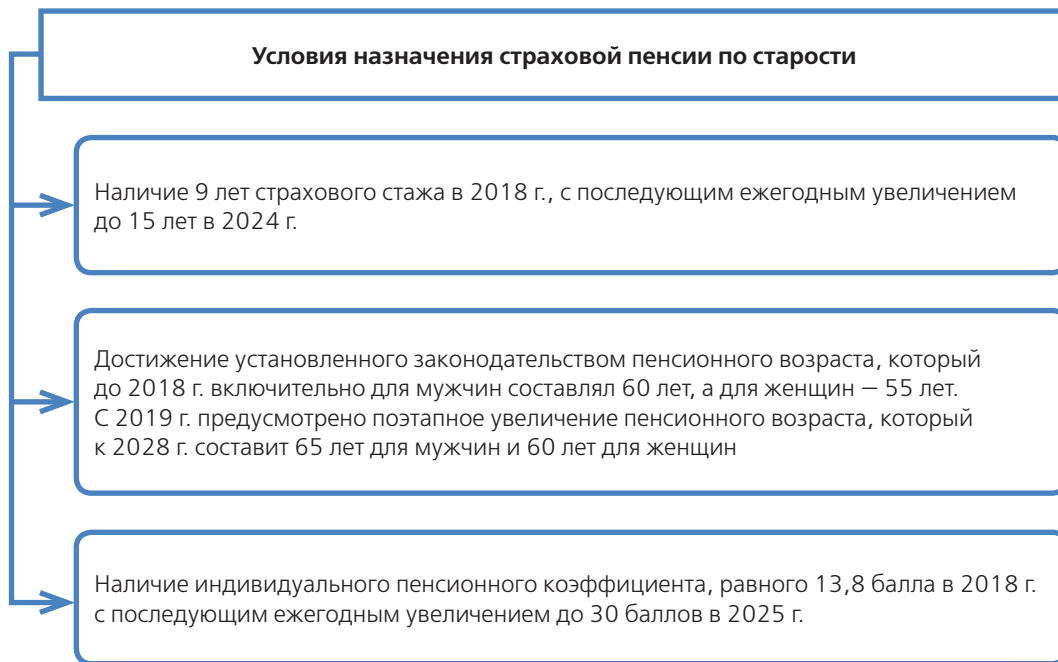 Условия назначения страховой пенсии по старости
Наличие 9 лет страхового стажа в 2018 г., с последующим ежегодным увеличением
до 15 лет в 2024 г.
Достижение установленного законодательством пенсионного возраста, который
до 2018 г. включительно для мужчин составлял 60 лет, а для женщин — 55 лет.
С 2019 г. предусмотрено поэтапное увеличение пенсионного возраста, который
к 2028 г. составит 65 лет для мужчин и 60 лет для женщин
Наличие индивидуального пенсионного коэффициента, равного 13,8 балла в 2018 г.
с последующим ежегодным увеличением до 30 баллов в 2025 г.